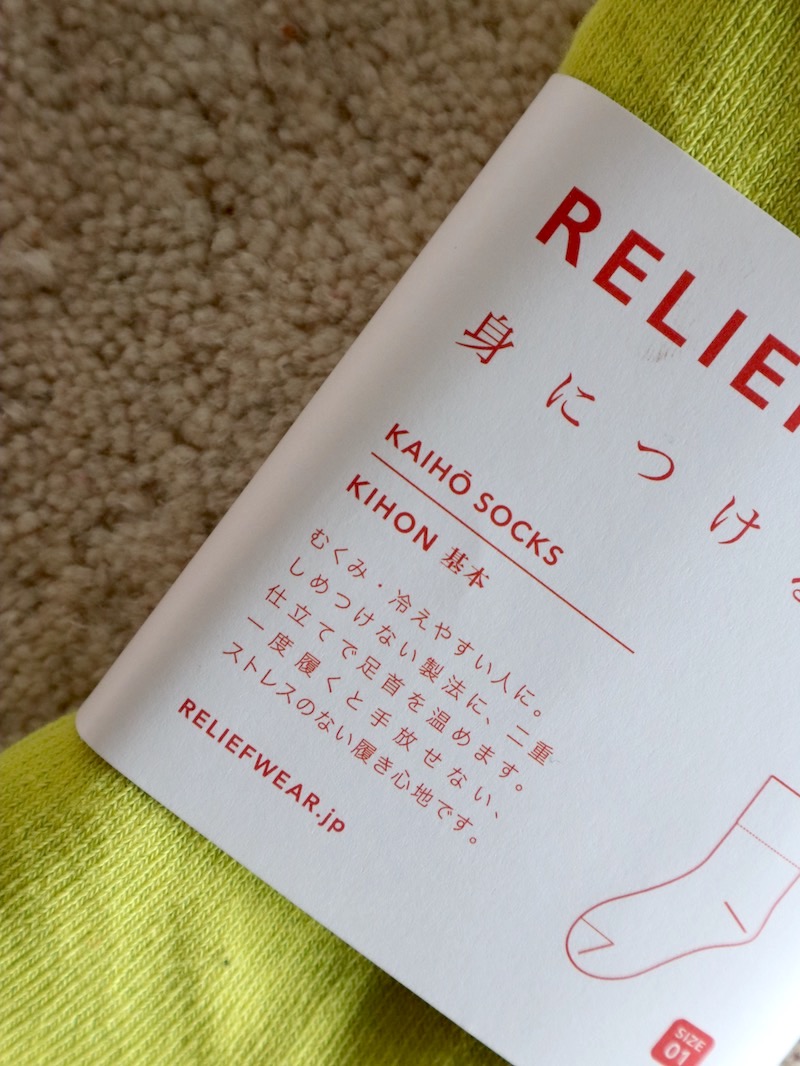 RELIEF
身につけ
KAIHŌ SOCKS
KIHON 基本
むくみ・冷えやすい人に。
しめつけない製法に、二重
仕立てで足首を温めます。
一度履くと手放せない、
ストレスのない履き心地です。
RELIEFWEAR.jp
SIZE
01